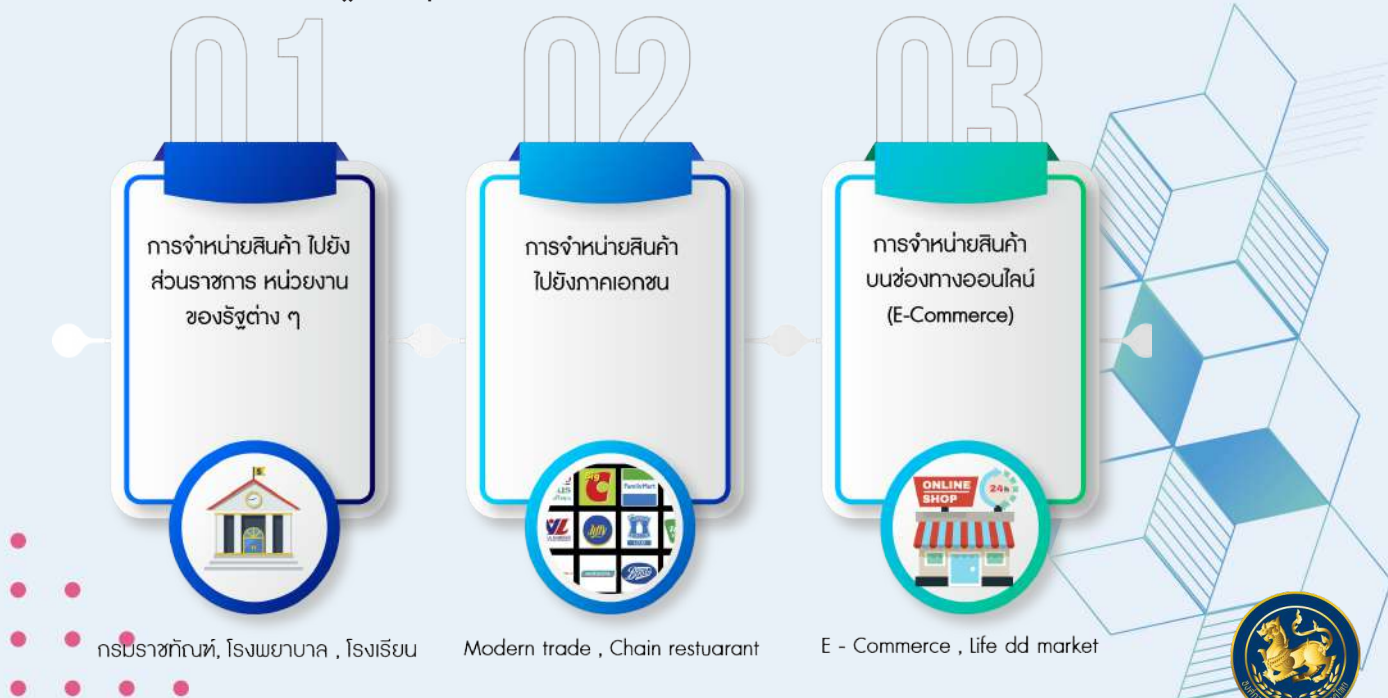 01
02
03
การจำหน่ายสินค้า ไปยัง
ส่วนราชการ หน่วยงาน
ของรัฐต่าง ๆ
การจำหน่ายสินค้า
ไปยังภาคเอกชน
การจำหน่ายสินค้า
บนช่องทางออนไลน์
(E-Commerce)
Big
C
FamilyMart
Jiffy
Boots
ONLINE
SHOP
24h
กรมราชทัณฑ์, โรงพยาบาล , โรงเรียน
Modern trade , Chain restuarant
E - Commerce , Life dd market